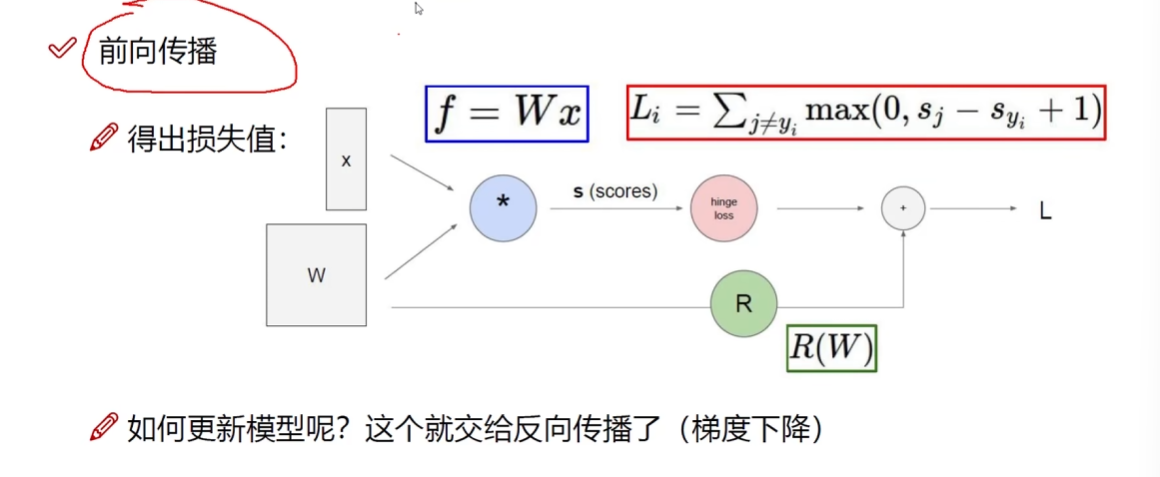 前向传播
得出损失值：
f = Wx
L_i = ∑_{j≠y_i} max(0, s_j − s_{y_i} + 1)
x
W
*
s (scores)
hinge
loss
+
L
R
R(W)
如何更新模型呢？这个就交给反向传播了（梯度下降）